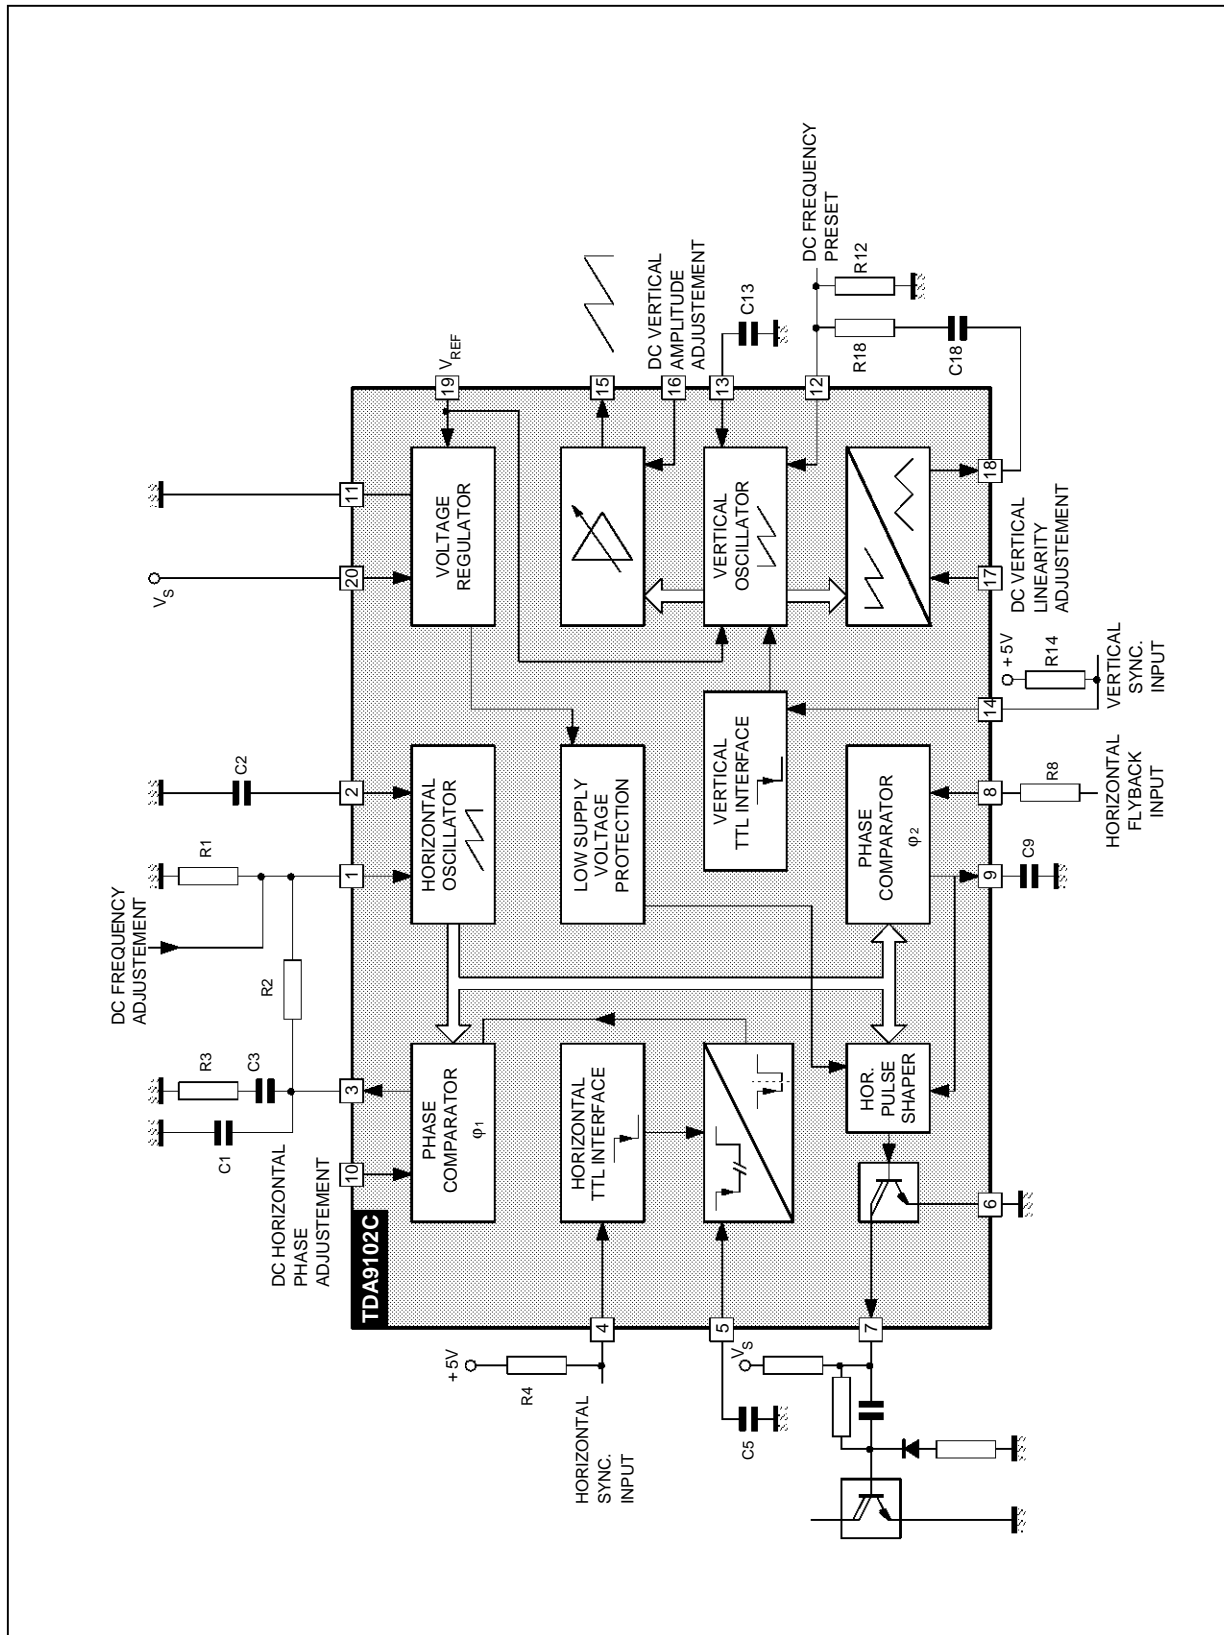 V_S
20
11
C2
2
R1
1
DC FREQUENCY
ADJUSTEMENT
R2
R3
C3
C1
3
10
DC HORIZONTAL
PHASE
ADJUSTEMENT
TDA9102C
VOLTAGE
REGULATOR
19
V_REF
HORIZONTAL
OSCILLATOR
PHASE
COMPARATOR
φ1
HORIZONTAL
TTL INTERFACE
LOW SUPPLY
VOLTAGE
PROTECTION
15
16
DC VERTICAL
AMPLITUDE
ADJUSTEMENT
VERTICAL
OSCILLATOR
13
C13
12
DC FREQUENCY
PRESET
R12
R18
C18
18
17
DC VERTICAL
LINEARITY
ADJUSTEMENT
VERTICAL
TTL INTERFACE
14
+5V
R14
VERTICAL
SYNC.
INPUT
PHASE
COMPARATOR
φ2
8
R8
HORIZONTAL
FLYBACK
INPUT
9
C9
HOR.
PULSE
SHAPER
6
4
+5V
R4
HORIZONTAL
SYNC.
INPUT
5
C5
V_S
7